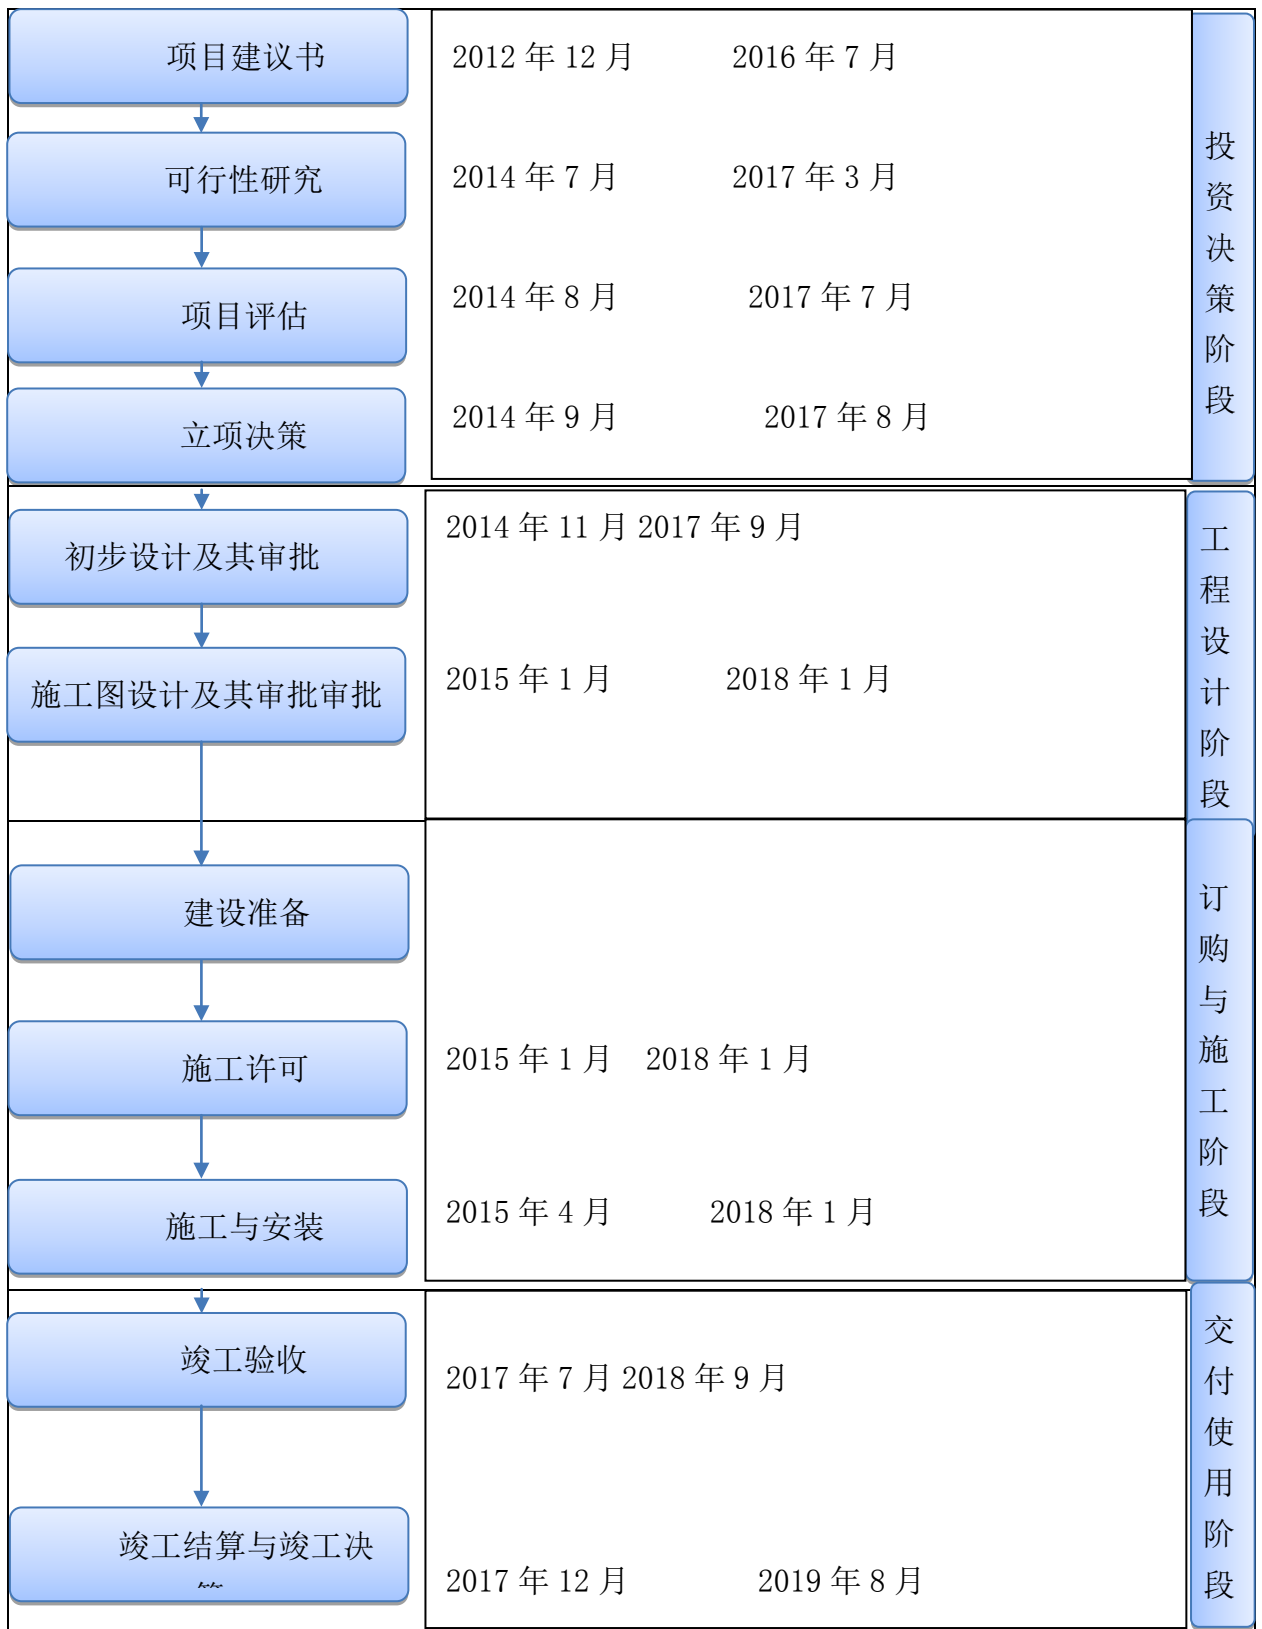 项目建议书
2012 年 12 月 2016 年 7 月
可行性研究
2014 年 7 月 2017 年 3 月
项目评估
2014 年 8 月 2017 年 7 月
立项决策
2014 年 9 月 2017 年 8 月
投资决策阶段
初步设计及其审批
2014 年 11 月 2017 年 9 月
施工图设计及其审批审批
2015 年 1 月 2018 年 1 月
工程设计阶段
建设准备
施工许可
2015 年 1 月 2018 年 1 月
施工与安装
2015 年 4 月 2018 年 1 月
订购与施工阶段
竣工验收
2017 年 7 月 2018 年 9 月
竣工结算与竣工决
2017 年 12 月 2019 年 8 月
交付使用阶段